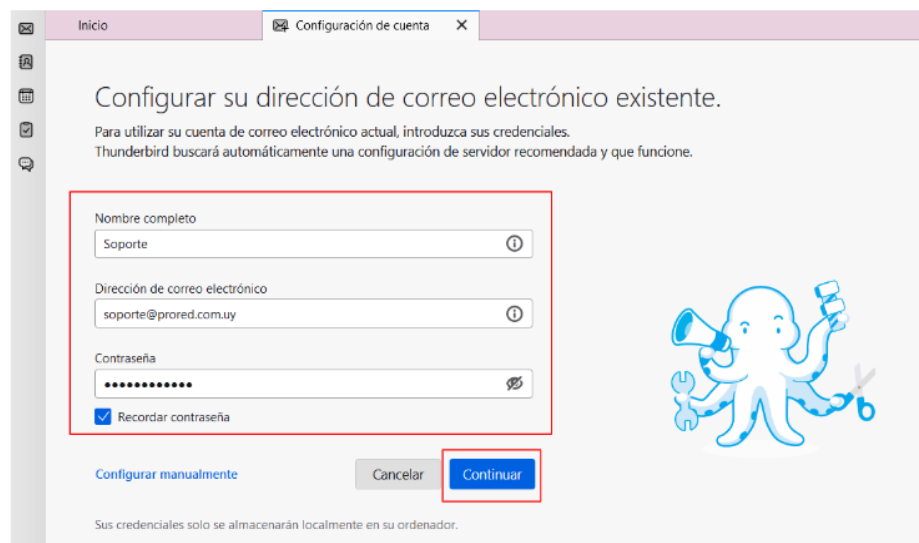 Inicio
Configuración de cuenta
Configurar su dirección de correo electrónico existente.
Para utilizar su cuenta de correo electrónico actual, introduzca sus credenciales.
Thunderbird buscará automáticamente una configuración de servidor recomendada y que funcione.
Nombre completo
Soporte
Dirección de correo electrónico
soporte@prored.com.uy
Contraseña
••••••••••••
Recordar contraseña
Configurar manualmente
Cancelar
Continuar
Sus credenciales solo se almacenarán localmente en su ordenador.